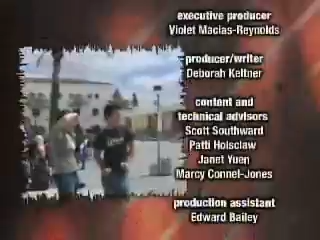 executive producer
Violet Macias-Reynolds
producer/writer
Deborah Keltner
content and
technical advisors
Scott Southward
Patti Holsclaw
Janet Yuen
Marcy Connel-Jones
production assistant
Edward Bailey